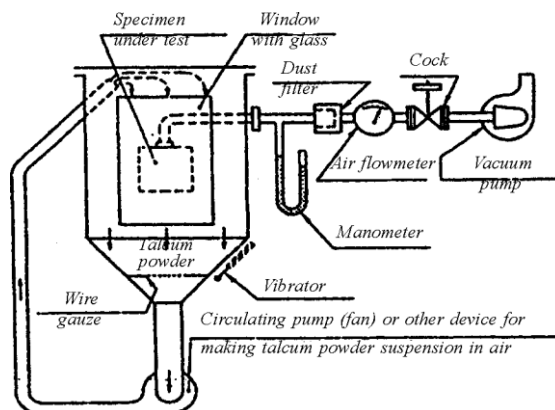 Specimen
under test
Window
with glass
Dust
filter
Cock
Air flowmeter
Vacuum
pump
Manometer
Talcum
powder
Wire
gauze
Vibrator
Circulating pump (fan) or other device for
making talcum powder suspension in air